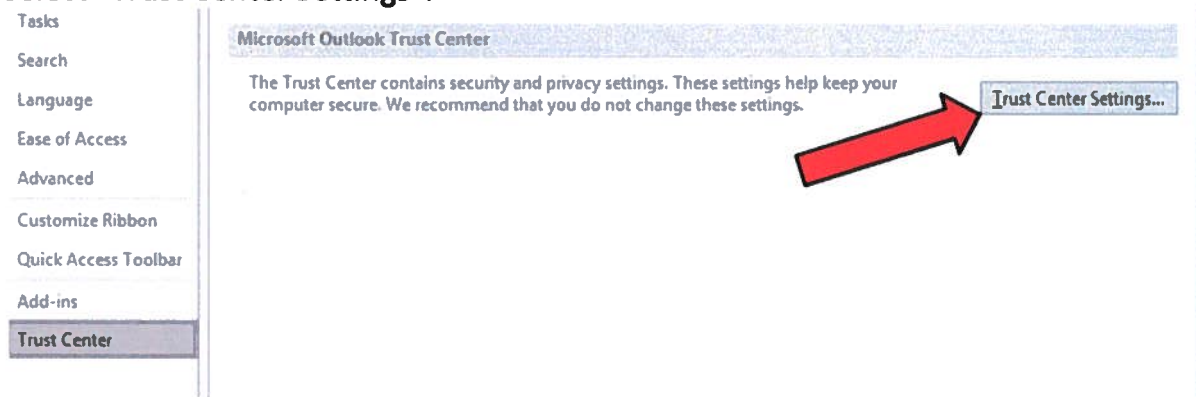 Tasks
Search
Language
Ease of Access
Advanced
Customize Ribbon
Quick Access Toolbar
Add-ins
Trust Center
Microsoft Outlook Trust Center
The Trust Center contains security and privacy settings. These settings help keep your
computer secure. We recommend that you do not change these settings.
Trust Center Settings...